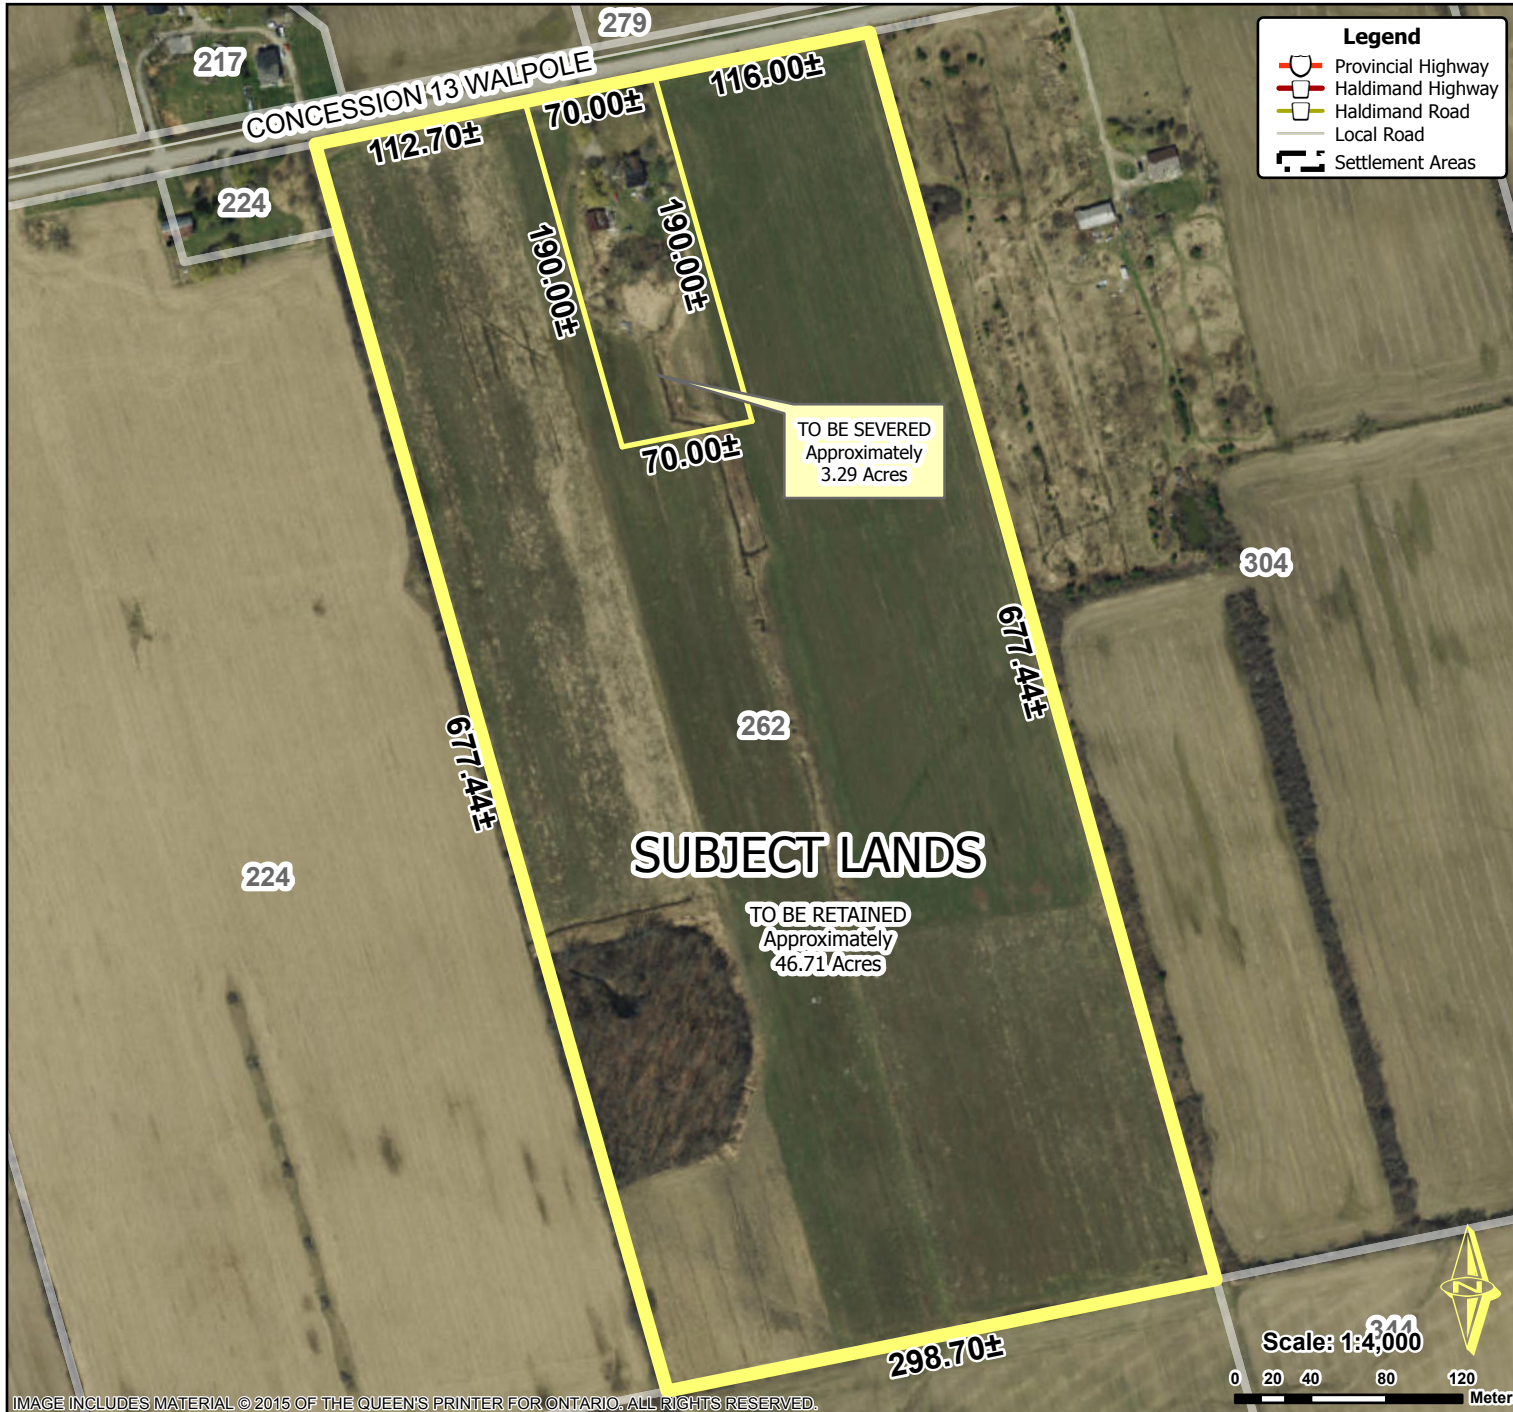 279
217
CONCESSION 13 WALPOLE
112.70±
70.00±
116.00±
Legend
Provincial Highway
Haldimand Highway
Haldimand Road
Local Road
Settlement Areas
224
190.00±
190.00±
70.00±
TO BE SEVERED
Approximately
3.29 Acres
304
677.44±
677.44±
262
SUBJECT LANDS
TO BE RETAINED
Approximately
46.71 Acres
224
298.70±
N
344
Scale: 1:4,000
0 20 40 80 120
Meter
IMAGE INCLUDES MATERIAL © 2015 OF THE QUEEN'S PRINTER FOR ONTARIO. ALL RIGHTS RESERVED.